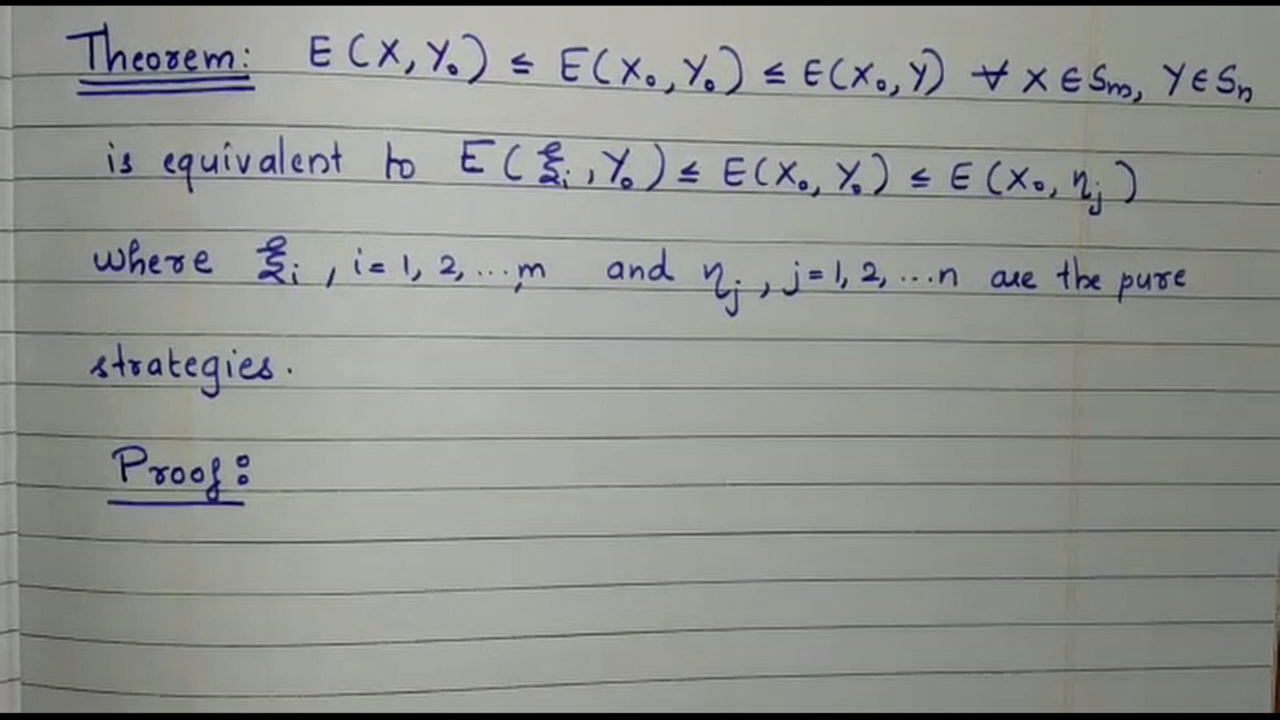 Theorem: E(X, Y₀) ≤ E(X₀, Y₀) ≤ E(X₀, Y) ∀ X ∈ Sₘ, Y ∈ Sₙ
is equivalent to E(ξᵢ, Y₀) ≤ E(X₀, Y₀) ≤ E(X₀, ηⱼ)
where ξᵢ, i = 1, 2, ...m and ηⱼ, j = 1, 2, ...n are the pure
strategies.
Proof: